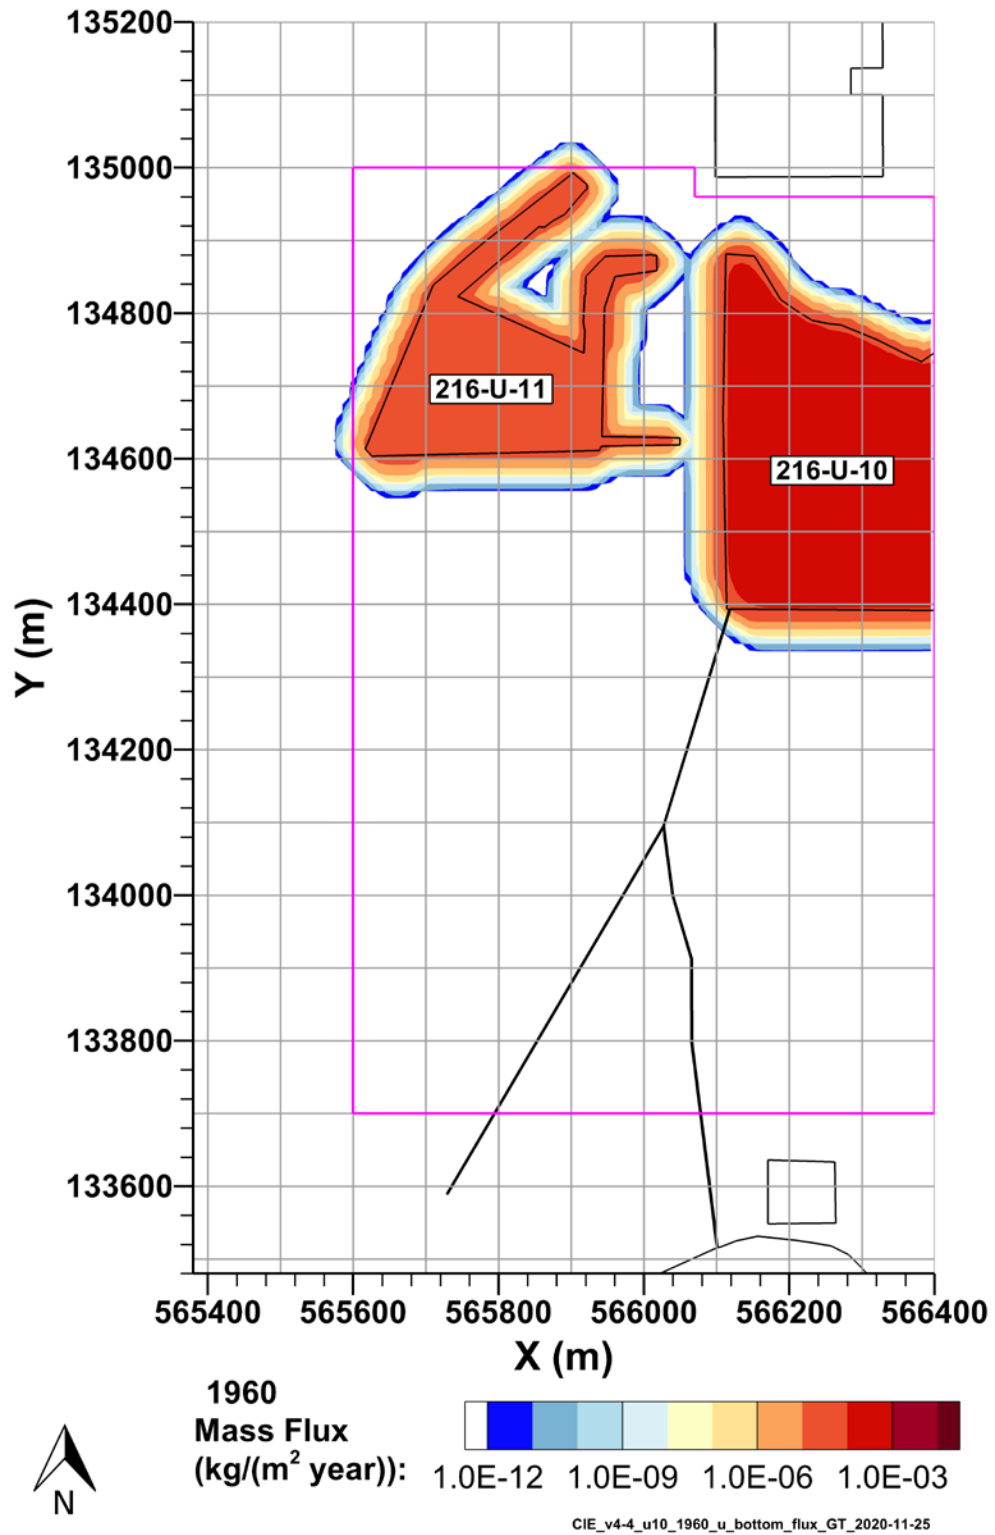 135200
135000
134800
216-U-11
134600
216-U-10
134400
Y (m)
134200
134000
133800
133600
565400 565600 565800 566000 566200 566400
X (m)
1960
Mass Flux
(kg/(m² year)):
1.0E-12 1.0E-09 1.0E-06 1.0E-03
N
CIE_v4-4_u10_1960_u_bottom_flux_GT_2020-11-25